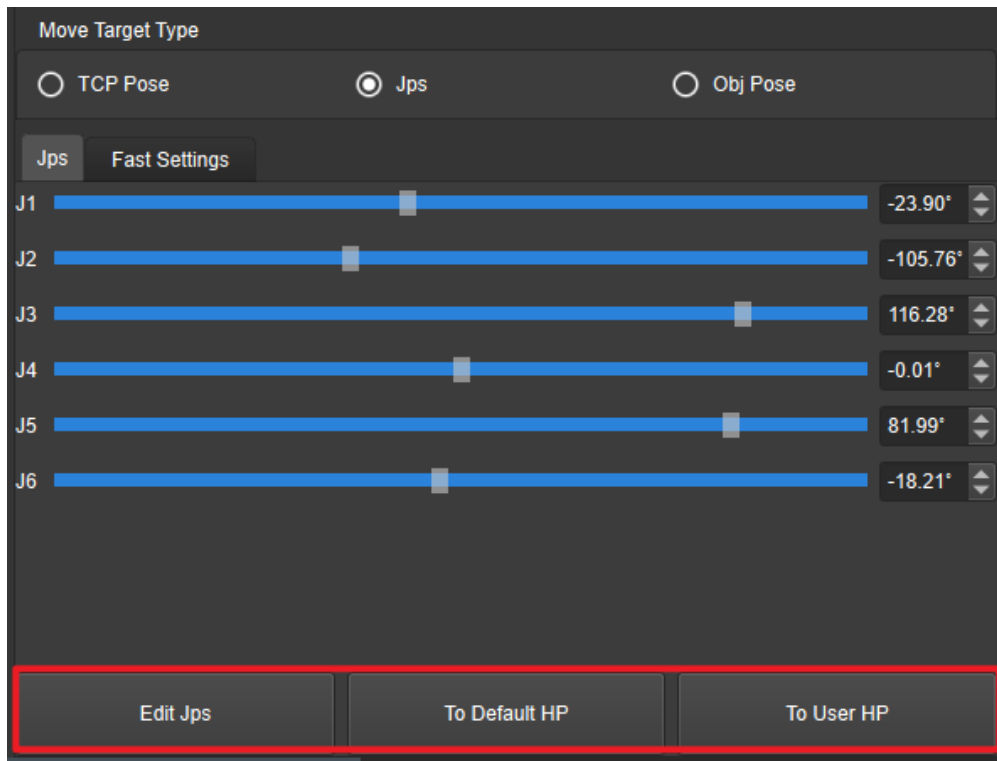 Move Target Type
TCP Pose Jps Obj Pose
Jps Fast Settings
J1 -23.90°
J2 -105.76°
J3 116.28°
J4 -0.01°
J5 81.99°
J6 -18.21°
Edit Jps To Default HP To User HP